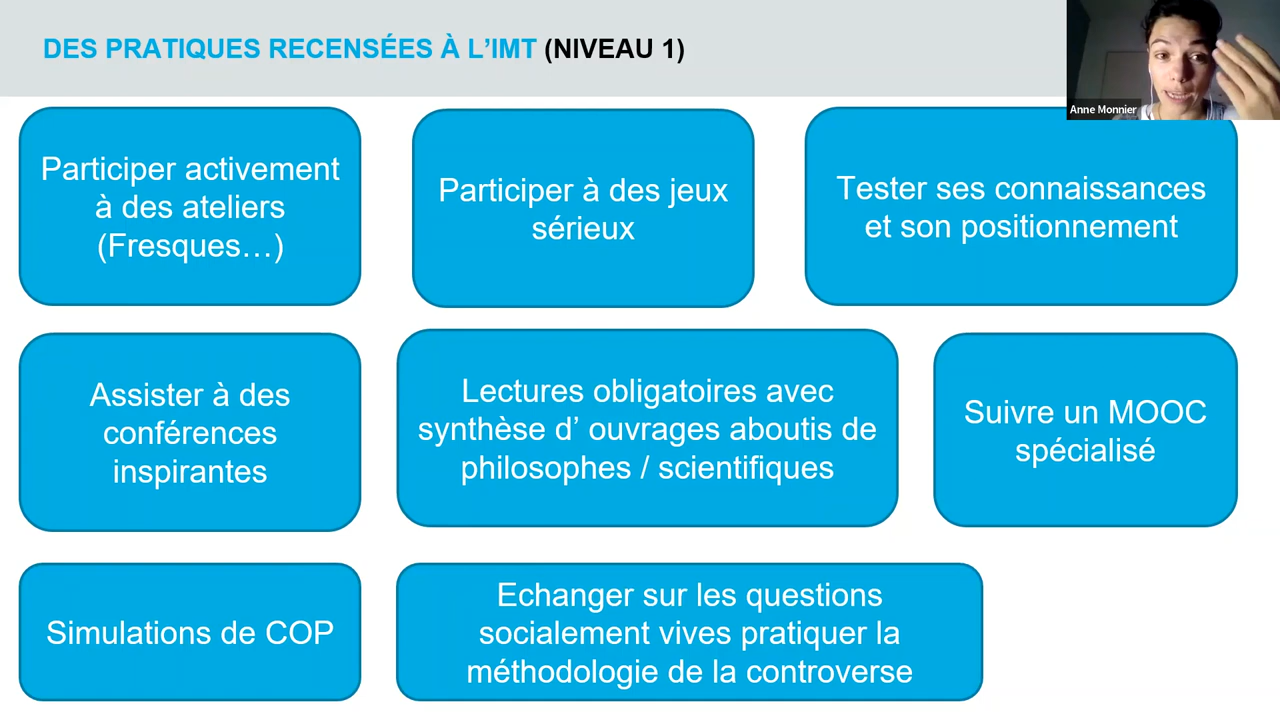 DES PRATIQUES RECENSÉES À L’IMT (NIVEAU 1)
Anne Monnier
Participer activement
à des ateliers
(Fresques…)
Participer à des jeux
sérieux
Tester ses connaissances
et son positionnement
Assister à des
conférences
inspirantes
Lectures obligatoires avec
synthèse d’ ouvrages aboutis de
philosophes / scientifiques
Suivre un MOOC
spécialisé
Simulations de COP
Echanger sur les questions
socialement vives pratiquer la
méthodologie de la controverse